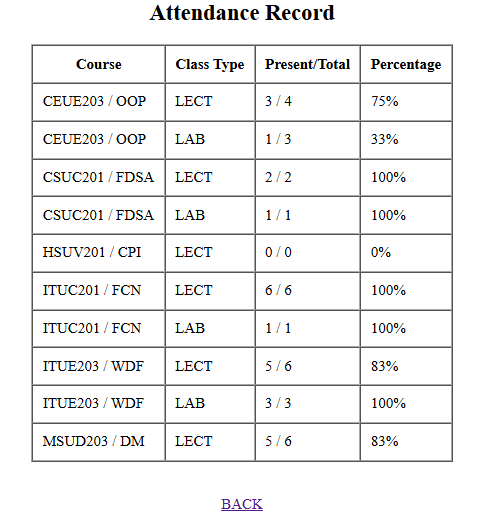 Attendance Record
Course Class Type Present/Total Percentage
CEUE203 / OOP LECT 3 / 4 75%
CEUE203 / OOP LAB 1 / 3 33%
CSUC201 / FDSA LECT 2 / 2 100%
CSUC201 / FDSA LAB 1 / 1 100%
HSUV201 / CPI LECT 0 / 0 0%
ITUC201 / FCN LECT 6 / 6 100%
ITUC201 / FCN LAB 1 / 1 100%
ITUE203 / WDF LECT 5 / 6 83%
ITUE203 / WDF LAB 3 / 3 100%
MSUD203 / DM LECT 5 / 6 83%
BACK